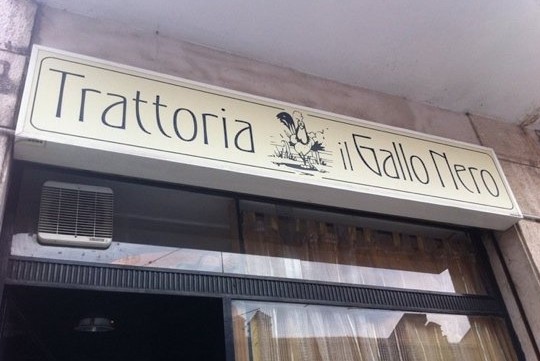 Trattoria il Gallo Nero